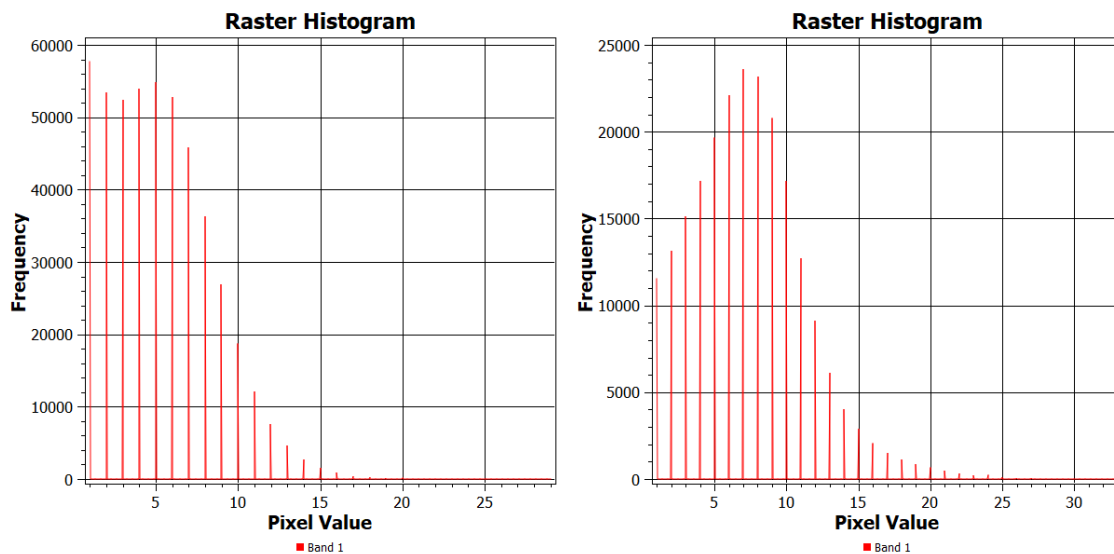 Raster Histogram
60000
50000
40000
30000
20000
10000
0
Frequency
5 10 15 20 25
Pixel Value
Band 1
Raster Histogram
25000
20000
15000
10000
5000
0
Frequency
5 10 15 20 25 30
Pixel Value
Band 1